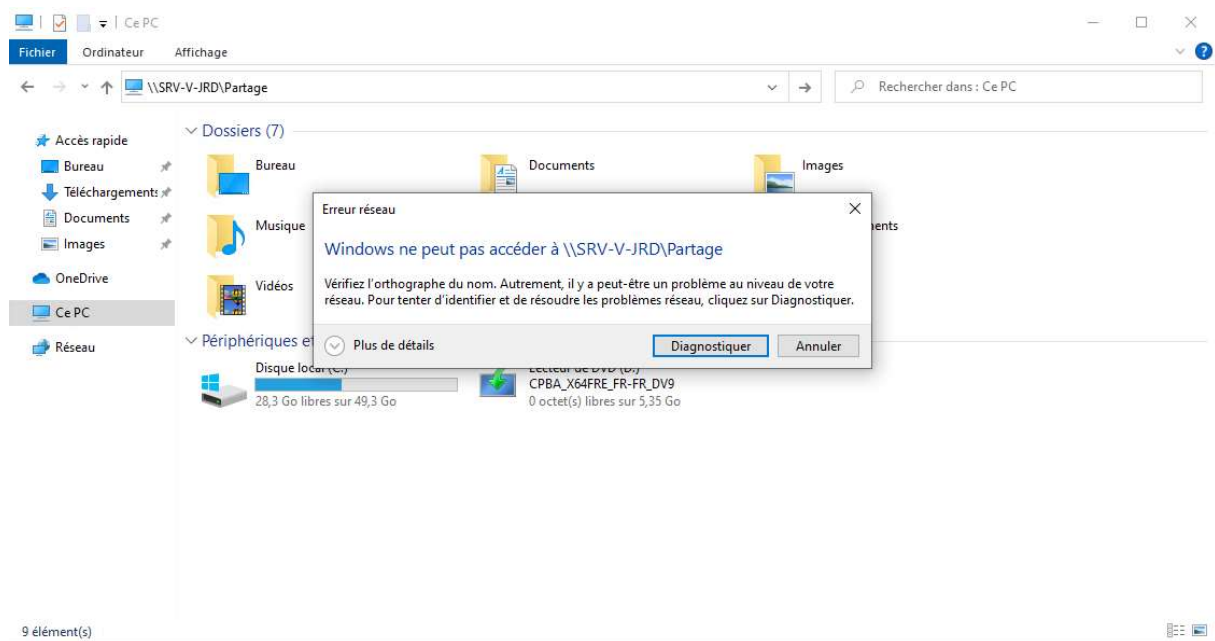 Ce PC
Fichier
Ordinateur
Affichage
\\SRV-V-JRD\Partage
Rechercher dans : Ce PC
Accès rapide
Bureau
Téléchargements
Documents
Images
OneDrive
Ce PC
Réseau
Dossiers (7)
Bureau
Documents
Images
Musique
Vidéos
Erreur réseau
Windows ne peut pas accéder à \\SRV-V-JRD\Partage
Vérifiez l'orthographe du nom. Autrement, il y a peut-être un problème au niveau de votre
réseau. Pour tenter d'identifier et de résoudre les problèmes réseau, cliquez sur Diagnostiquer.
Plus de détails
Diagnostiquer
Annuler
Périphériques et
Disque local (C:)
28,3 Go libres sur 49,3 Go
Lecteur de DVD (D:)
CPBA_X64FRE_FR-FR_DV9
0 octet(s) libres sur 5,35 Go
9 élément(s)